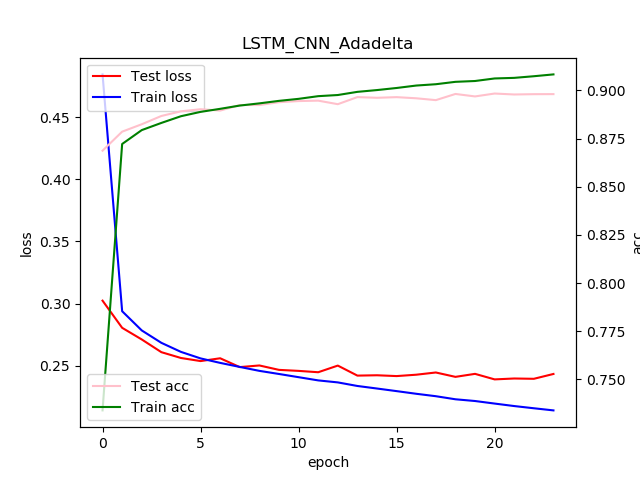 LSTM_CNN_Adadelta
Test loss
Train loss
Test acc
Train acc
0.45
0.40
0.35
0.30
0.25
loss
0.900
0.875
0.850
0.825
0.800
0.775
0.750
acc
0
5
10
15
20
epoch